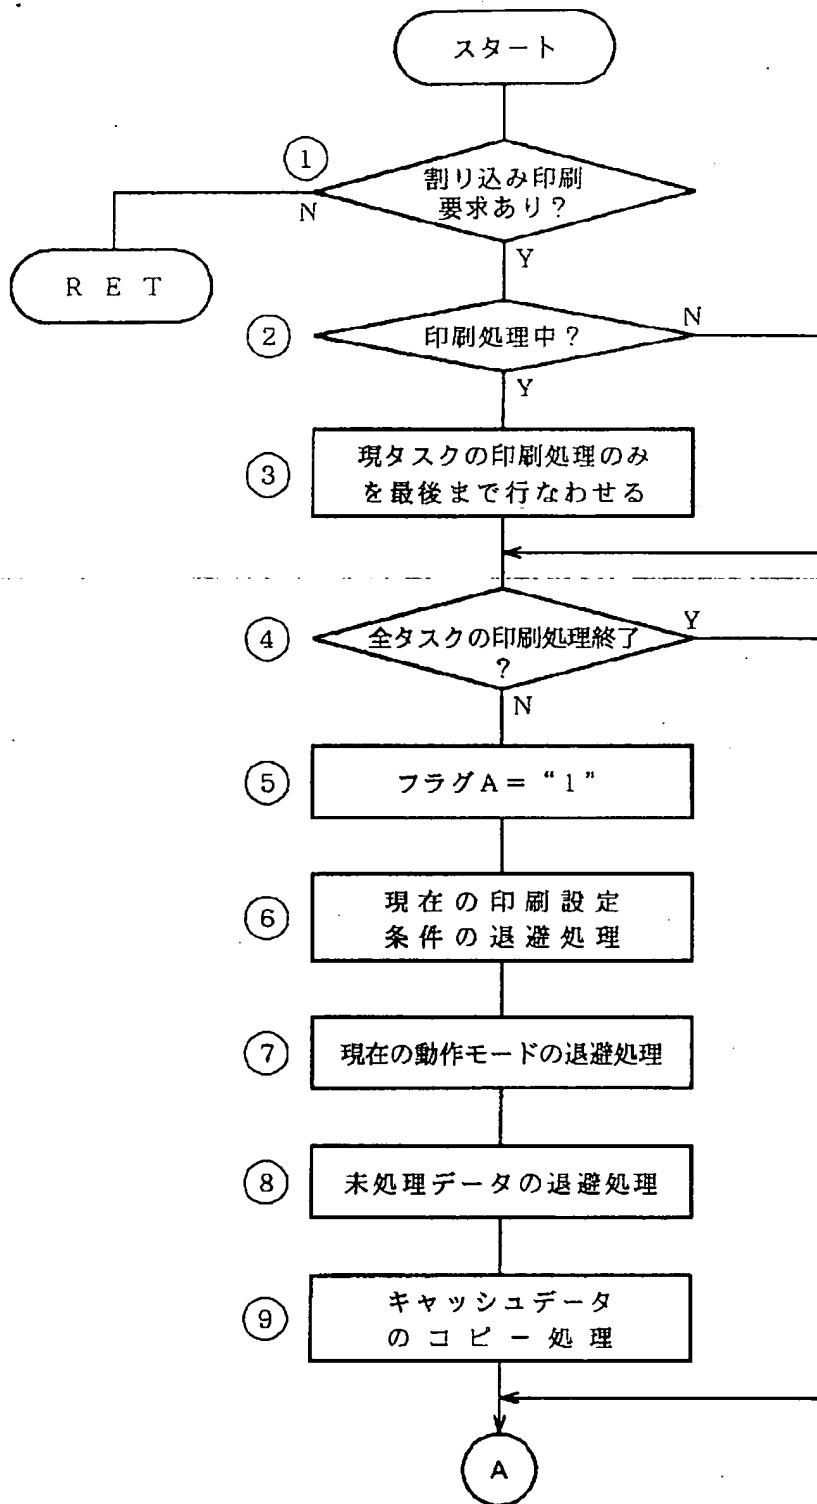 スタート
①
割り込み印刷
要求あり？
N
Y
RET
②
印刷処理中？
N
Y
③
現タスクの印刷処理のみ
を最後まで行なわせる
④
全タスクの印刷処理終了
？
Y
N
⑤
フラグA＝“1”
⑥
現在の印刷設定
条件の退避処理
⑦
現在の動作モードの退避処理
⑧
未処理データの退避処理
⑨
キャッシュデータ
のコピー処理
A